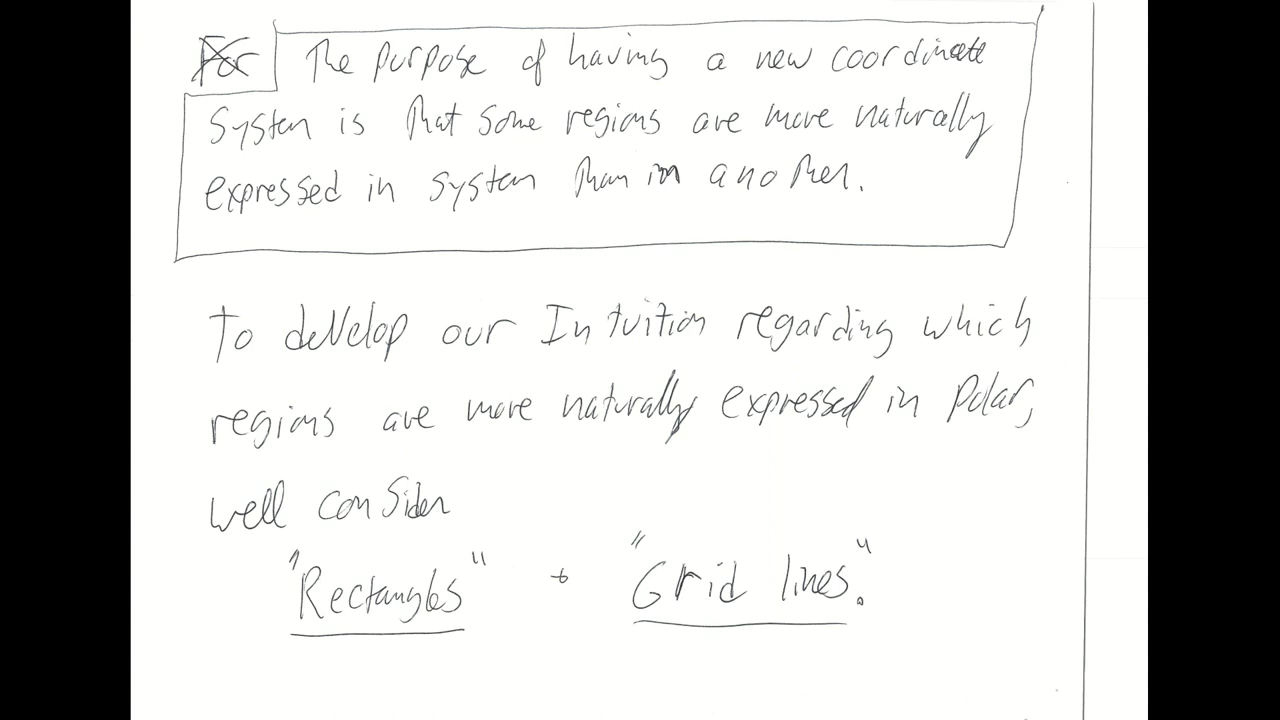 For The purpose of having a new coordinate
system is that some regions are more naturally
expressed in system than in another.
To develop our Intuition regarding which
regions are more naturally expressed in Polar,
well consider
"Rectangles" + "Grid lines."